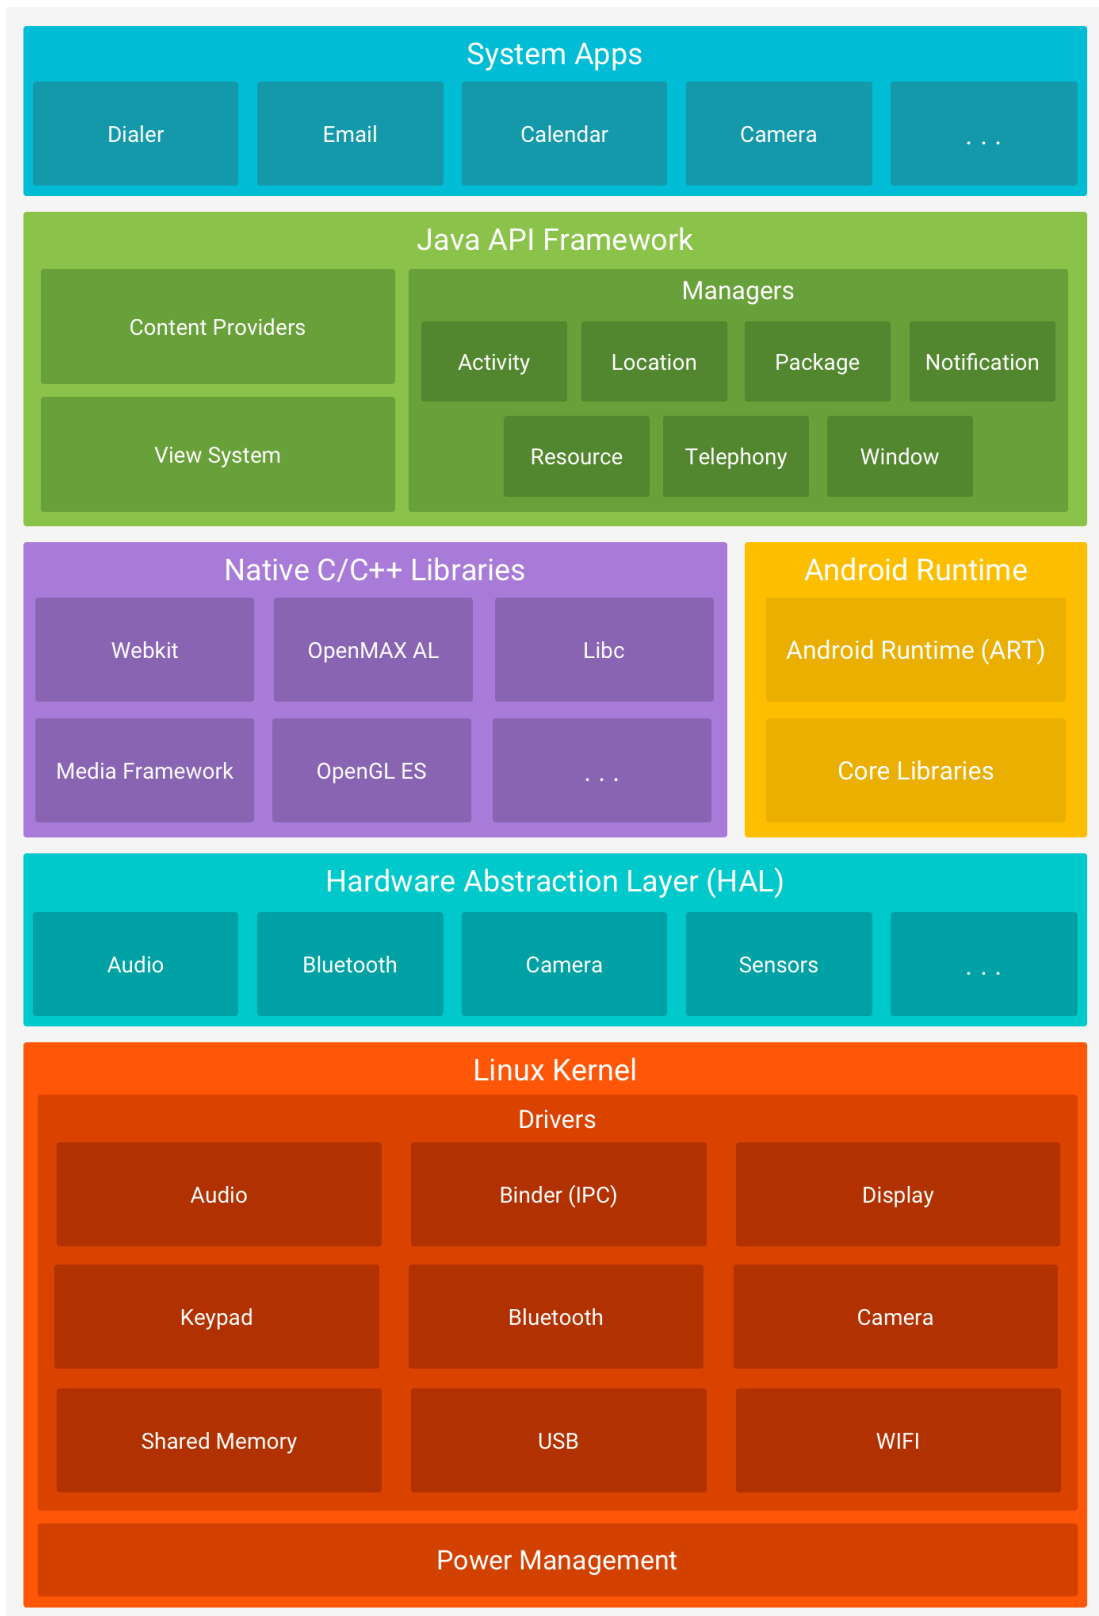 System Apps
Dialer
Email
Calendar
Camera
. . .
Java API Framework
Content Providers
View System
Managers
Activity
Location
Package
Notification
Resource
Telephony
Window
Native C/C++ Libraries
Webkit
OpenMAX AL
Libc
Media Framework
OpenGL ES
. . .
Android Runtime
Android Runtime (ART)
Core Libraries
Hardware Abstraction Layer (HAL)
Audio
Bluetooth
Camera
Sensors
. . .
Linux Kernel
Drivers
Audio
Binder (IPC)
Display
Keypad
Bluetooth
Camera
Shared Memory
USB
WIFI
Power Management